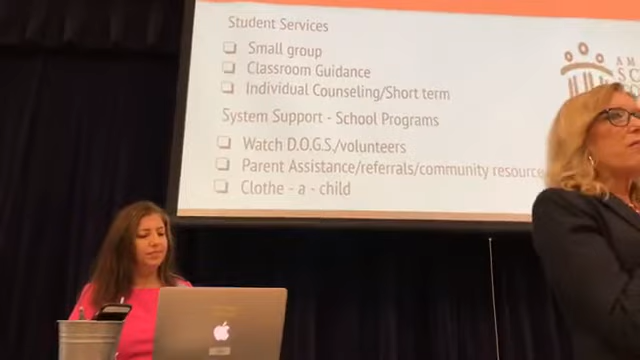 Student Services
❏ Small group
❏ Classroom Guidance
❏ Individual Counseling/Short term
System Support - School Programs
❏ Watch D.O.G.S./volunteers
❏ Parent Assistance/referrals/community resource
❏ Clothe - a - child